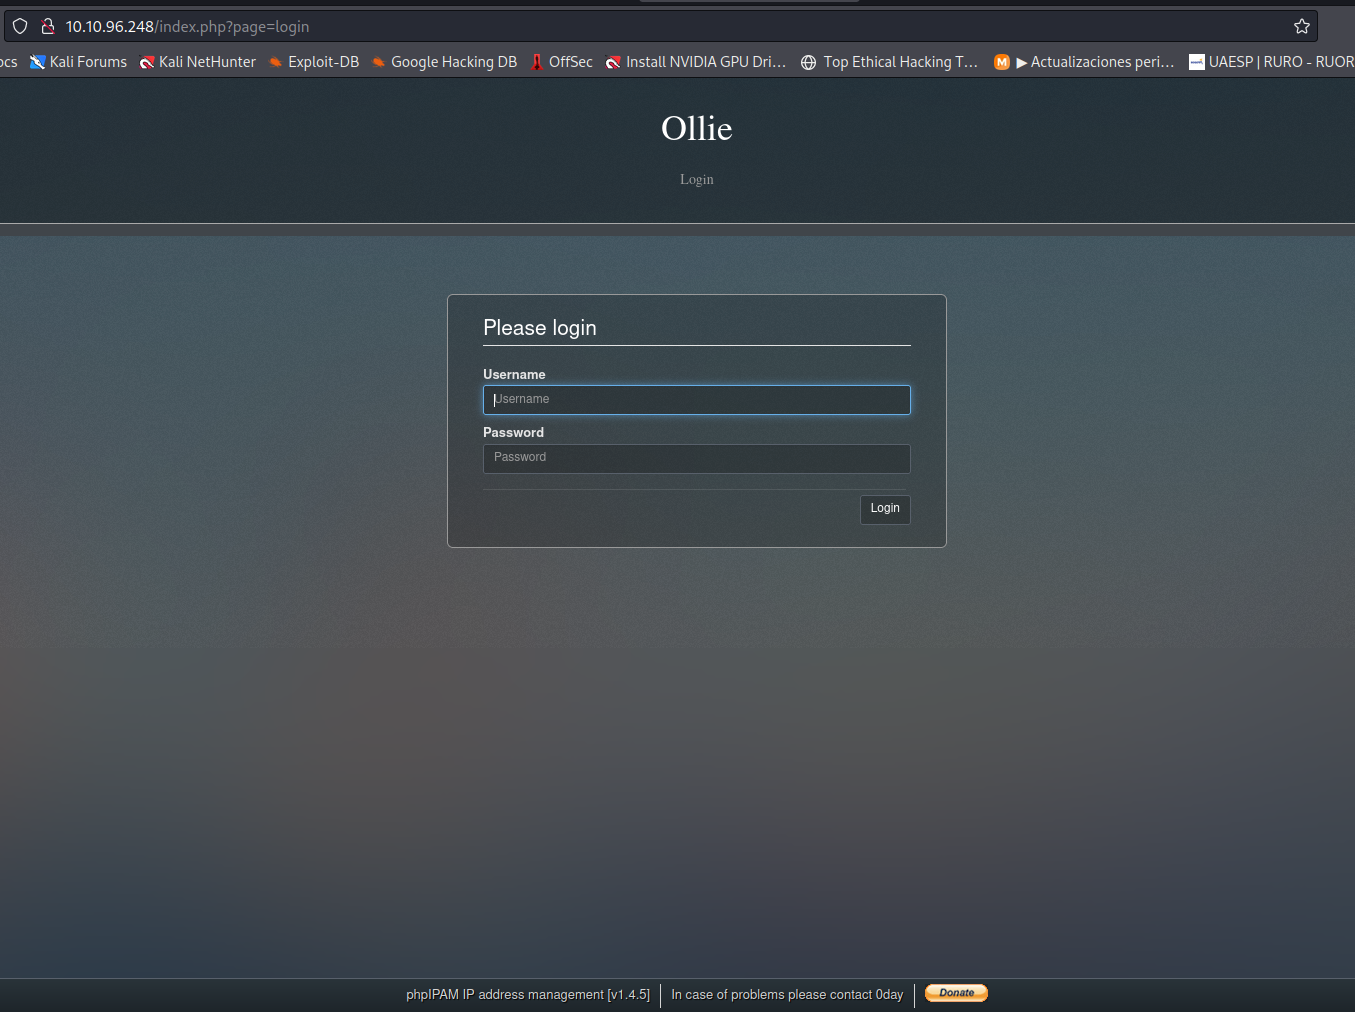 10.10.96.248/index.php?page=login
ocs Kali Forums Kali NetHunter Exploit-DB Google Hacking DB OffSec Install NVIDIA GPU Dri… Top Ethical Hacking T… M ▶ Actualizaciones peri… UAESP | RURO - RUOR
Ollie
Login
Please login
Username
Username
Password
Password
Login
phpIPAM IP address management [v1.4.5] In case of problems please contact 0day Donate